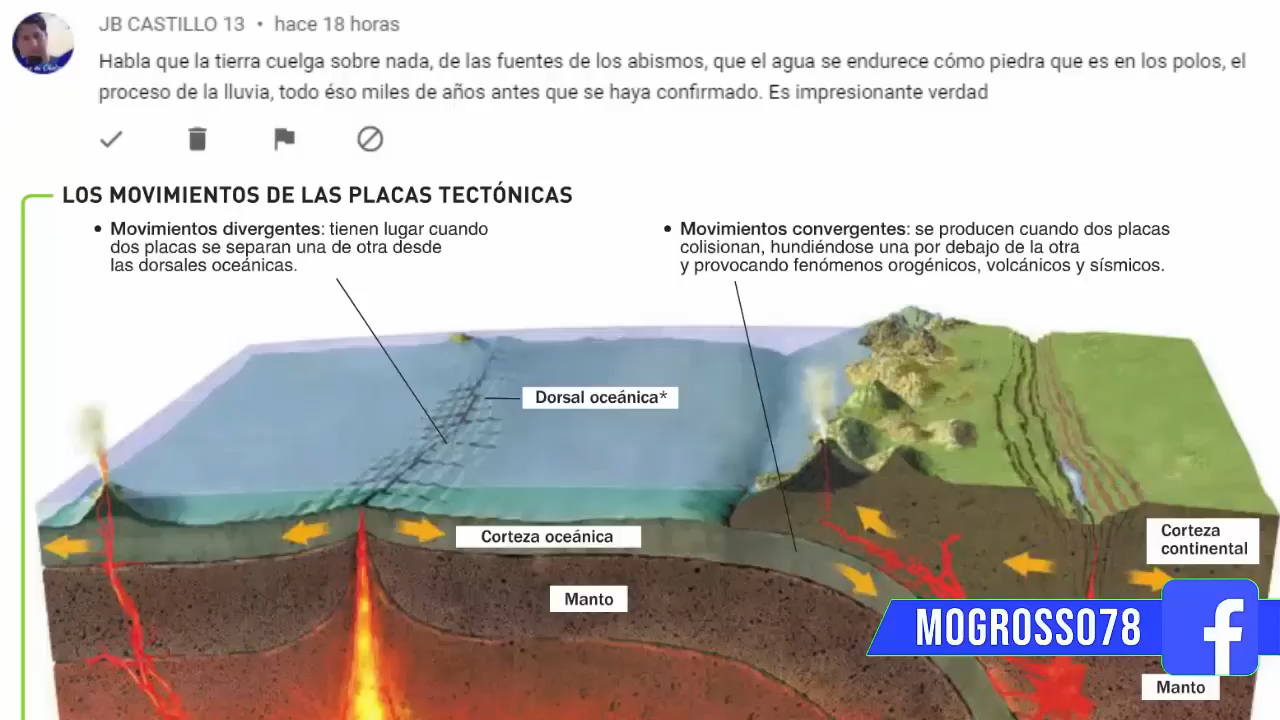 JB CASTILLO 13 • hace 18 horas
Habla que la tierra cuelga sobre nada, de las fuentes de los abismos, que el agua se endurece cómo piedra que es en los polos, el
proceso de la lluvia, todo éso miles de años antes que se haya confirmado. Es impresionante verdad
LOS MOVIMIENTOS DE LAS PLACAS TECTÓNICAS
• Movimientos divergentes: tienen lugar cuando
dos placas se separan una de otra desde
las dorsales oceánicas.
• Movimientos convergentes: se producen cuando dos placas
colisionan, hundiéndose una por debajo de la otra
y provocando fenómenos orogénicos, volcánicos y sísmicos.
Dorsal oceánica*
Corteza oceánica
Corteza
continental
Manto
MOGROSSO78
f
Manto